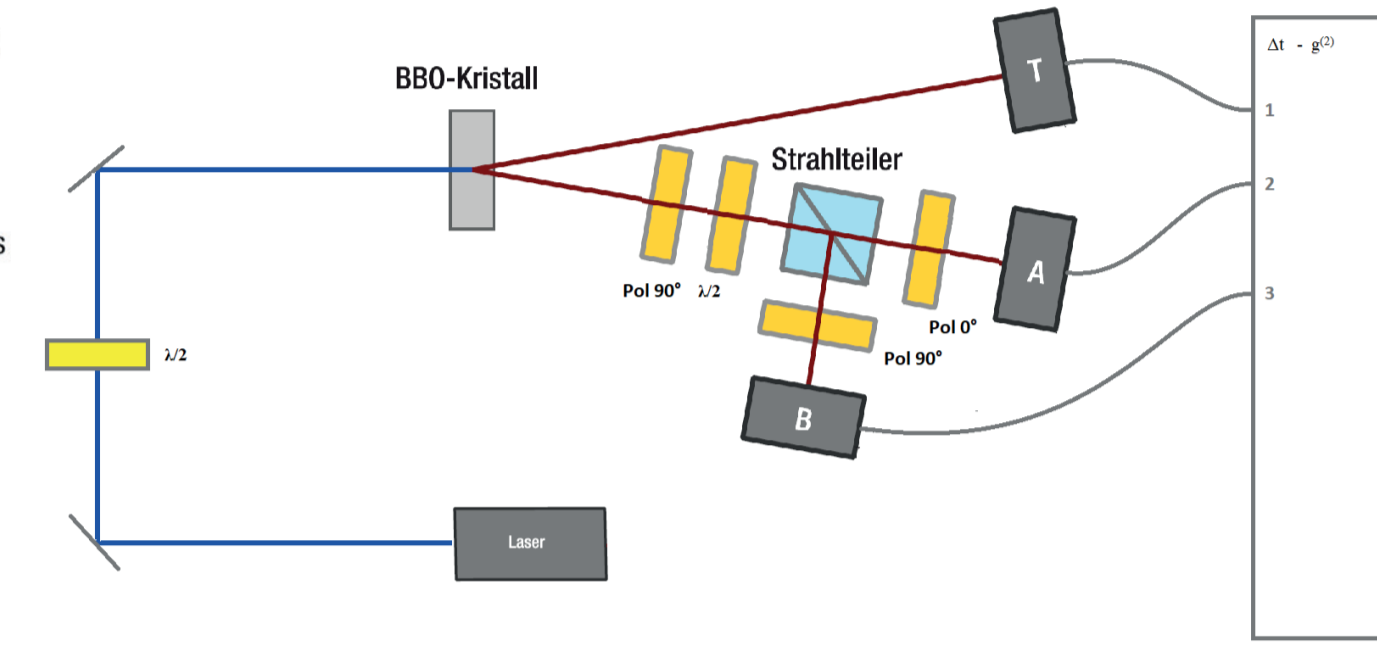 Δt - g⁽²⁾
T
BBO-Kristall
1
Strahlteiler
2
s
A
Pol 90° λ/2
3
Pol 0°
λ/2
Pol 90°
B
Laser